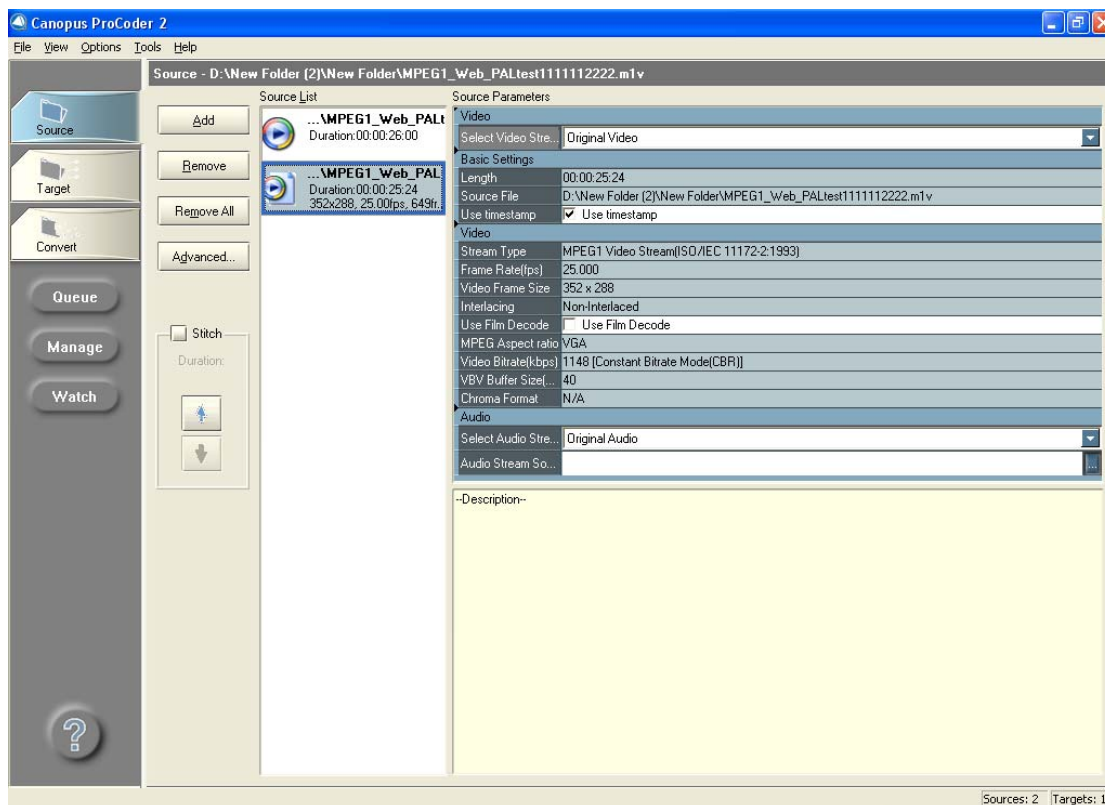 Canopus ProCoder 2
File View Options Tools Help
Source - D:\New Folder (2)\New Folder\MPEG1_Web_PALtest1111112222.m1v
Source
Target
Convert
Queue
Manage
Watch
?
Add
Remove
Remove All
Advanced...
Stitch
Duration:
Source List
...\MPEG1_Web_PALt
Duration:00:00:26:00
...\MPEG1_Web_PAL
Duration:00:00:25:24
352x288, 25.00fps, 649fr.
Source Parameters
Video
Select Video Stre... Original Video
Basic Settings
Length 00:00:25:24
Source File D:\New Folder (2)\New Folder\MPEG1_Web_PALtest1111112222.m1v
Use timestamp Use timestamp
Video
Stream Type MPEG1 Video Stream(ISO/IEC 11172-2:1993)
Frame Rate(fps) 25.000
Video Frame Size 352 x 288
Interlacing Non-Interlaced
Use Film Decode Use Film Decode
MPEG Aspect ratio VGA
Video Bitrate(kbps) 1148 [Constant Bitrate Mode(CBR)]
VBV Buffer Size(... 40
Chroma Format N/A
Audio
Select Audio Stre... Original Audio
Audio Stream So... ...
--Description--
Sources: 2 Targets: 1